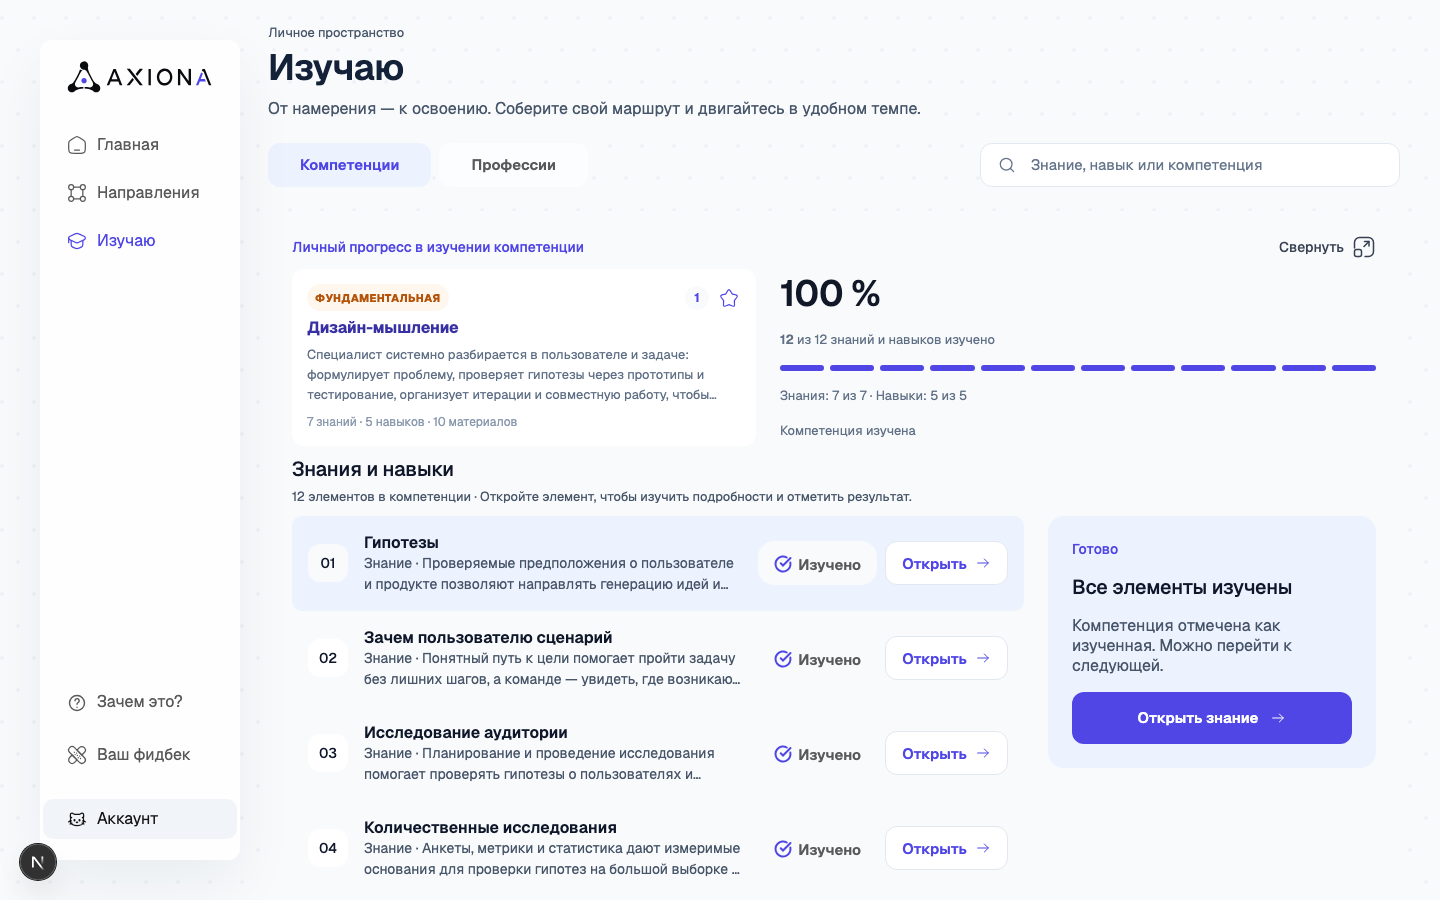 AXIONA
Главная
Направления
Изучаю
Зачем это?
Ваш фидбек
Аккаунт
N
Личное пространство
Изучаю
От намерения — к освоению. Соберите свой маршрут и двигайтесь в удобном темпе.
Компетенции
Профессии
Знание, навык или компетенция
Личный прогресс в изучении компетенции
Свернуть
ФУНДАМЕНТАЛЬНАЯ
1
Дизайн-мышление
Специалист системно разбирается в пользователе и задаче:
формулирует проблему, проверяет гипотезы через прототипы и
тестирование, организует итерации и совместную работу, чтобы…
7 знаний · 5 навыков · 10 материалов
100 %
12 из 12 знаний и навыков изучено
Знания: 7 из 7 · Навыки: 5 из 5
Компетенция изучена
Знания и навыки
12 элементов в компетенции · Откройте элемент, чтобы изучить подробности и отметить результат.
01
Гипотезы
Знание · Проверяемые предположения о пользователе
и продукте позволяют направлять генерацию идей и…
Изучено
Открыть
02
Зачем пользователю сценарий
Знание · Понятный путь к цели помогает пройти задачу
без лишних шагов, а команде — увидеть, где возникаю…
Изучено
Открыть
03
Исследование аудитории
Знание · Планирование и проведение исследования
помогает проверять гипотезы о пользователях и…
Изучено
Открыть
04
Количественные исследования
Знание · Анкеты, метрики и статистика дают измеримые
основания для проверки гипотез на большой выборке …
Изучено
Открыть
Готово
Все элементы изучены
Компетенция отмечена как
изученная. Можно перейти к
следующей.
Открыть знание